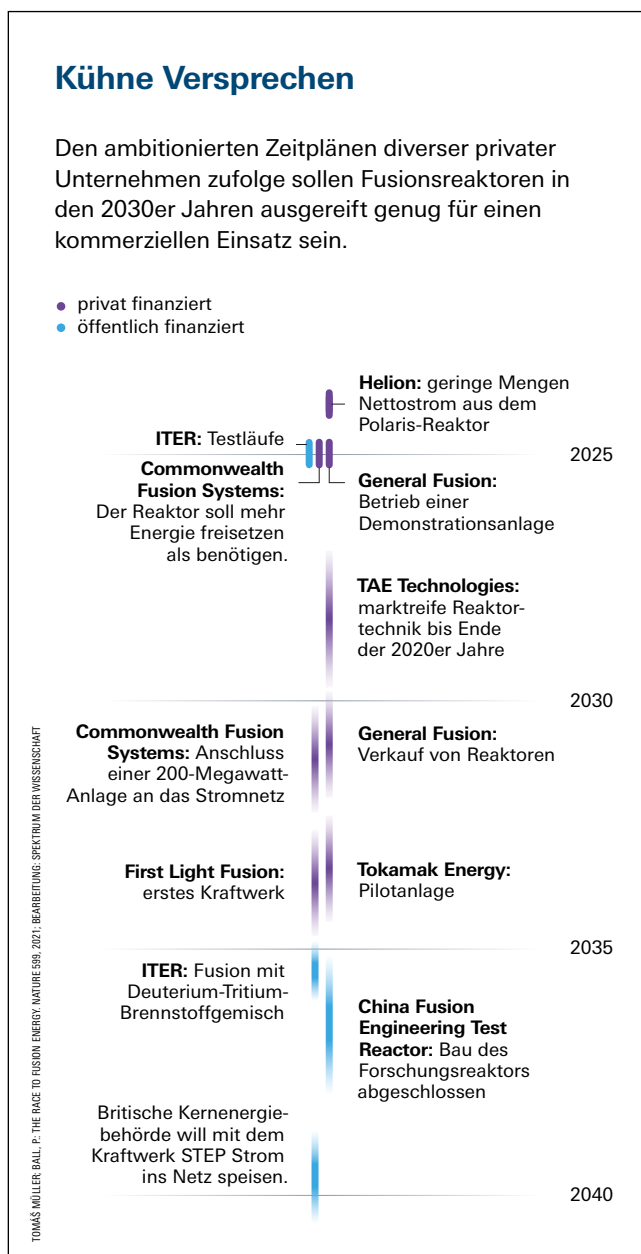 Kühne Versprechen
Den ambitionierten Zeitplänen diverser privater
Unternehmen zufolge sollen Fusionsreaktoren in
den 2030er Jahren ausgereift genug für einen
kommerziellen Einsatz sein.
privat finanziert
öffentlich finanziert
Helion: geringe Mengen
Nettostrom aus dem
Polaris-Reaktor
ITER: Testläufe
2025
Commonwealth
Fusion Systems:
Der Reaktor soll mehr
Energie freisetzen
als benötigen.
General Fusion:
Betrieb einer
Demonstrationsanlage
TAE Technologies:
marktreife Reaktor-
technik bis Ende
der 2020er Jahre
2030
Commonwealth Fusion
Systems: Anschluss
einer 200-Megawatt-
Anlage an das Stromnetz
General Fusion:
Verkauf von Reaktoren
First Light Fusion:
erstes Kraftwerk
Tokamak Energy:
Pilotanlage
2035
ITER: Fusion mit
Deuterium-Tritium-
Brennstoffgemisch
China Fusion
Engineering Test
Reactor: Bau des
Forschungsreaktors
abgeschlossen
Britische Kernenergie-
behörde will mit dem
Kraftwerk STEP Strom
ins Netz speisen.
2040
TOMÁŠ MÜLLER; BALL, P.: THE RACE TO FUSION ENERGY. NATURE 599, 2021; BEARBEITUNG: SPEKTRUM DER WISSENSCHAFT